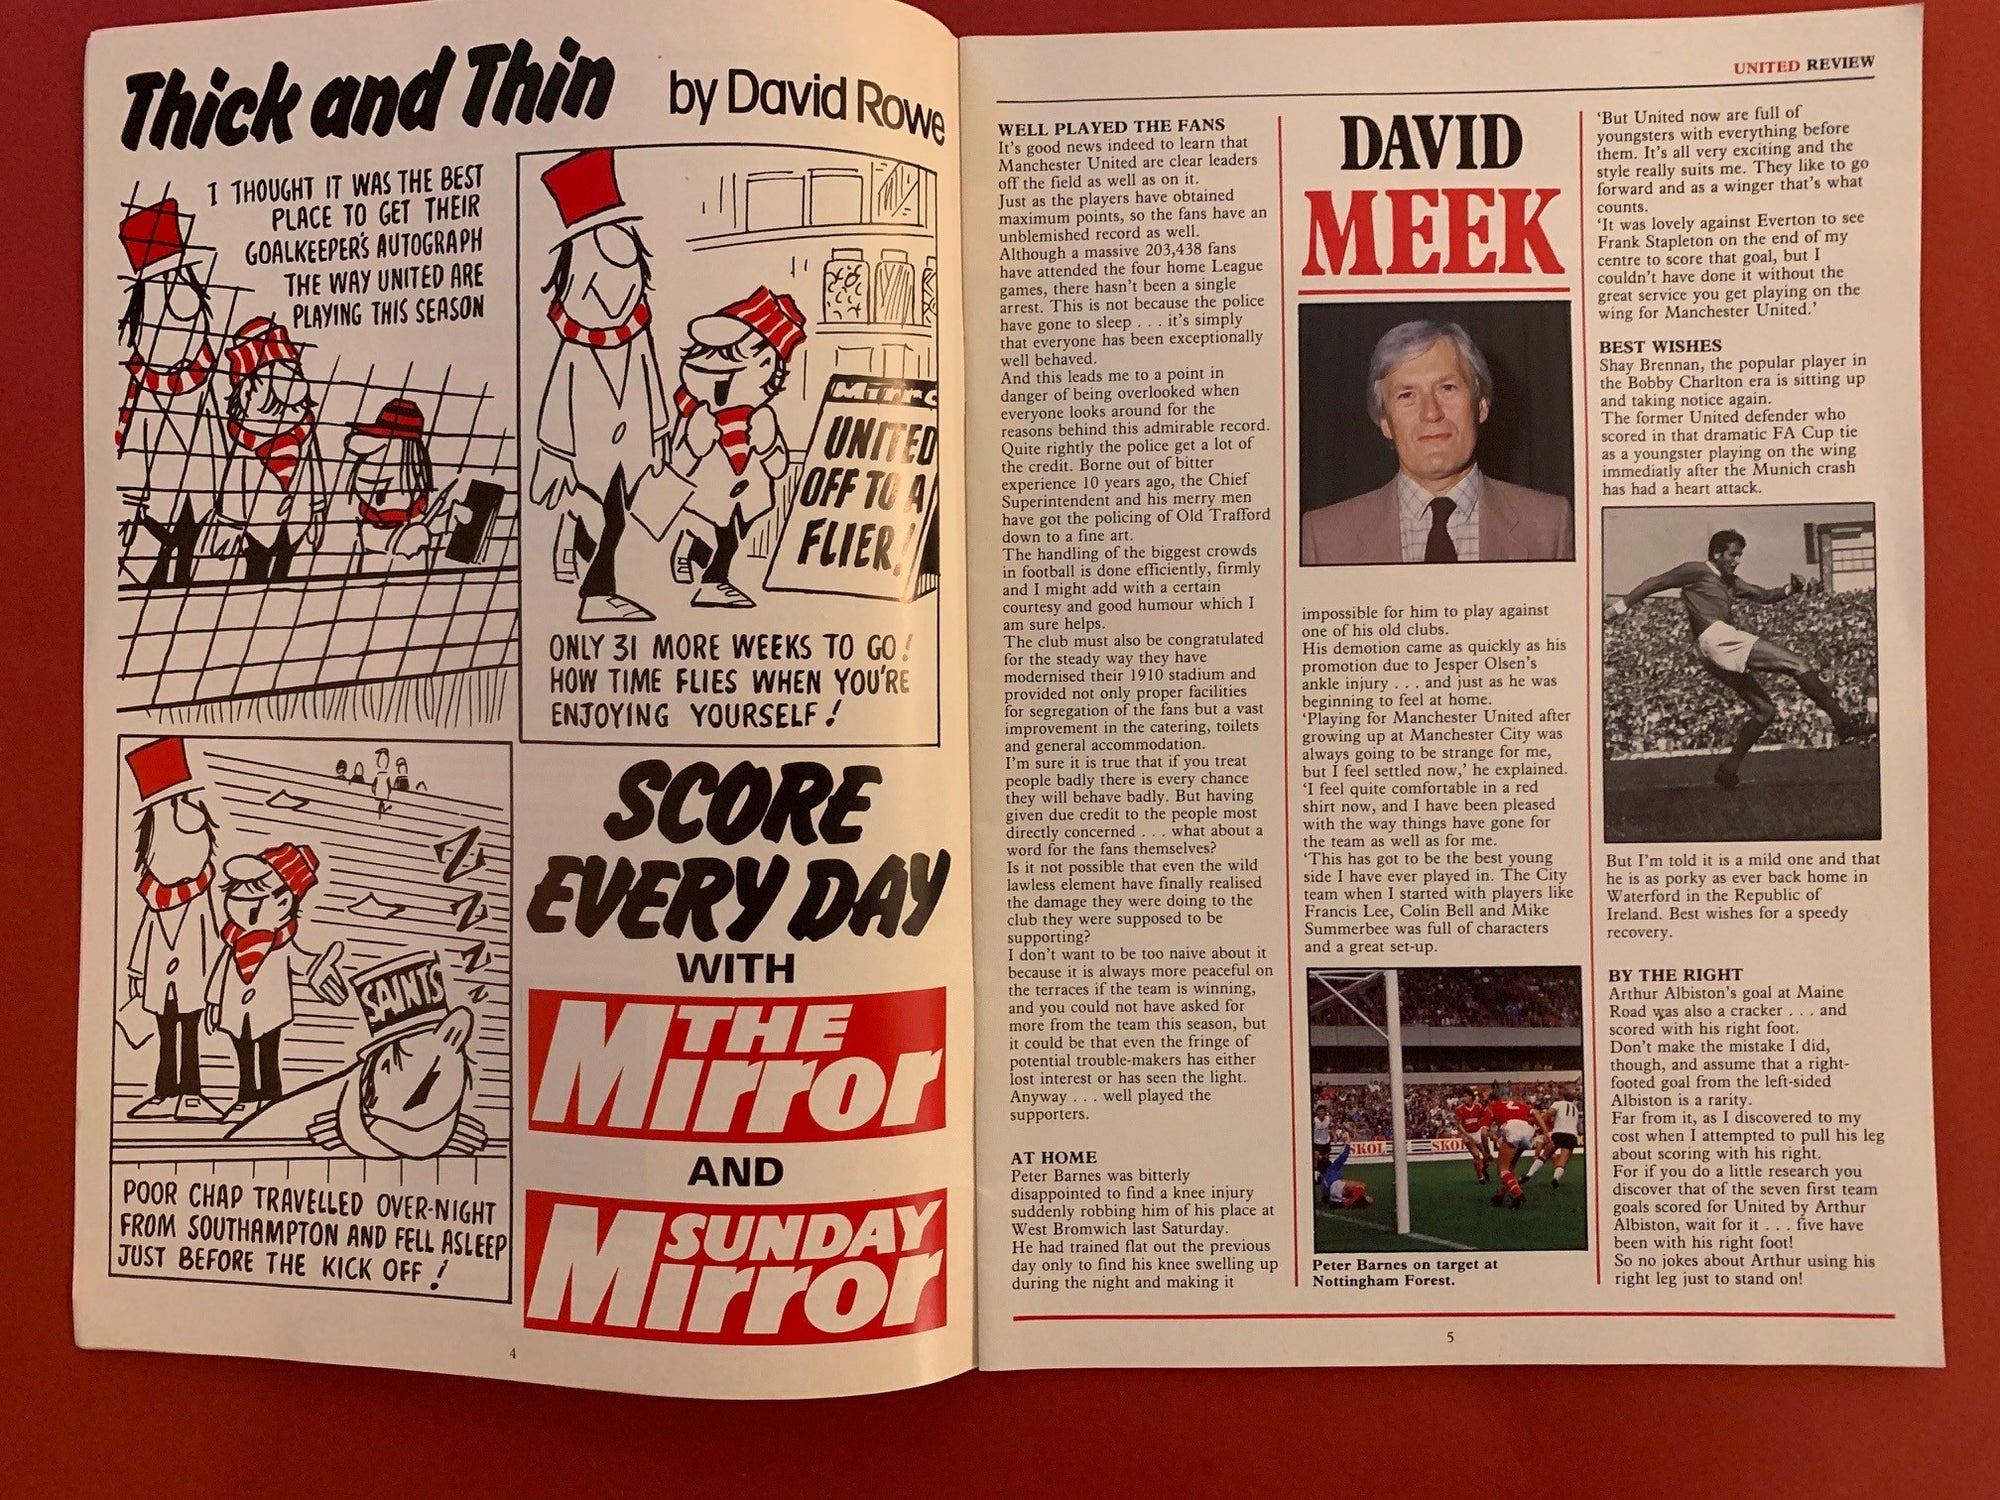 Thick and Thin by David Rowe
I THOUGHT IT WAS THE BEST
PLACE TO GET THEIR
GOALKEEPER'S AUTOGRAPH
THE WAY UNITED ARE
PLAYING THIS SEASON
Mirro
UNITED
OFF TO A
FLIER!
ONLY 31 MORE WEEKS TO GO!
HOW TIME FLIES WHEN YOU'RE
ENJOYING YOURSELF!
Z
Z
Z
Z
SAINTS
POOR CHAP TRAVELLED OVER-NIGHT
FROM SOUTHAMPTON AND FELL ASLEEP
JUST BEFORE THE KICK OFF!
SCORE
EVERY DAY
WITH
THE
Mirror
AND
SUNDAY
Mirror
4
UNITED REVIEW
WELL PLAYED THE FANS
It's good news indeed to learn that
Manchester United are clear leaders
off the field as well as on it.
Just as the players have obtained
maximum points, so the fans have an
unblemished record as well.
Although a massive 203,438 fans
have attended the four home League
games, there hasn't been a single
arrest. This is not because the police
have gone to sleep . . . it's simply
that everyone has been exceptionally
well behaved.
And this leads me to a point in
danger of being overlooked when
everyone looks around for the
reasons behind this admirable record.
Quite rightly the police get a lot of
the credit. Borne out of bitter
experience 10 years ago, the Chief
Superintendent and his merry men
have got the policing of Old Trafford
down to a fine art.
The handling of the biggest crowds
in football is done efficiently, firmly
and I might add with a certain
courtesy and good humour which I
am sure helps.
The club must also be congratulated
for the steady way they have
modernised their 1910 stadium and
provided not only proper facilities
for segregation of the fans but a vast
improvement in the catering, toilets
and general accommodation.
I'm sure it is true that if you treat
people badly there is every chance
they will behave badly. But having
given due credit to the people most
directly concerned . . . what about a
word for the fans themselves?
Is it not possible that even the wild
lawless element have finally realised
the damage they were doing to the
club they were supposed to be
supporting?
I don't want to be too naive about it
because it is always more peaceful on
the terraces if the team is winning,
and you could not have asked for
more from the team this season, but
it could be that even the fringe of
potential trouble-makers has either
lost interest or has seen the light.
Anyway . . . well played the
supporters.
AT HOME
Peter Barnes was bitterly
disappointed to find a knee injury
suddenly robbing him of his place at
West Bromwich last Saturday.
He had trained flat out the previous
day only to find his knee swelling up
during the night and making it
DAVID
MEEK
impossible for him to play against
one of his old clubs.
His demotion came as quickly as his
promotion due to Jesper Olsen's
ankle injury . . . and just as he was
beginning to feel at home.
'Playing for Manchester United after
growing up at Manchester City was
always going to be strange for me,
but I feel settled now,' he explained.
'I feel quite comfortable in a red
shirt now, and I have been pleased
with the way things have gone for
the team as well as for me.
'This has got to be the best young
side I have ever played in. The City
team when I started with players like
Francis Lee, Colin Bell and Mike
Summerbee was full of characters
and a great set-up.
SKOL SKOL
11
Peter Barnes on target at
Nottingham Forest.
'But United now are full of
youngsters with everything before
them. It's all very exciting and the
style really suits me. They like to go
forward and as a winger that's what
counts.
'It was lovely against Everton to see
Frank Stapleton on the end of my
centre to score that goal, but I
couldn't have done it without the
great service you get playing on the
wing for Manchester United.'
BEST WISHES
Shay Brennan, the popular player in
the Bobby Charlton era is sitting up
and taking notice again.
The former United defender who
scored in that dramatic FA Cup tie
as a youngster playing on the wing
immediatly after the Munich crash
has had a heart attack.
But I'm told it is a mild one and that
he is as porky as ever back home in
Waterford in the Republic of
Ireland. Best wishes for a speedy
recovery.
BY THE RIGHT
Arthur Albiston's goal at Maine
Road was also a cracker . . . and
scored with his right foot.
Don't make the mistake I did,
though, and assume that a right-
footed goal from the left-sided
Albiston is a rarity.
Far from it, as I discovered to my
cost when I attempted to pull his leg
about scoring with his right.
For if you do a little research you
discover that of the seven first team
goals scored for United by Arthur
Albiston, wait for it . . . five have
been with his right foot!
So no jokes about Arthur using his
right leg just to stand on!
5